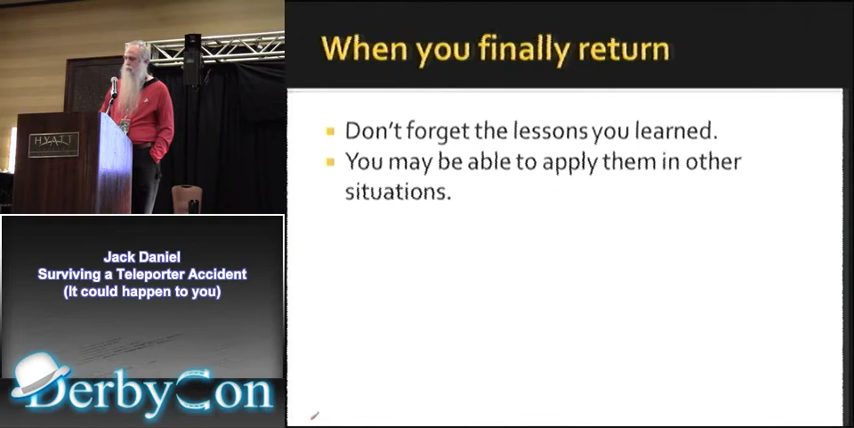 When you finally return
Don't forget the lessons you learned.
You may be able to apply them in other
situations.
HYATT
Jack Daniel
Surviving a Teleporter Accident
(It could happen to you)
DerbyCon